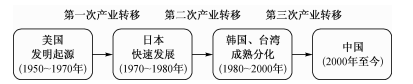 第一次产业转移 第二次产业转移 第三次产业转移
美国
发明起源
(1950~1970年)
日本
快速发展
(1970~1980年)
韩国、台湾
成熟分化
(1980~2000年)
中国
(2000年至今)